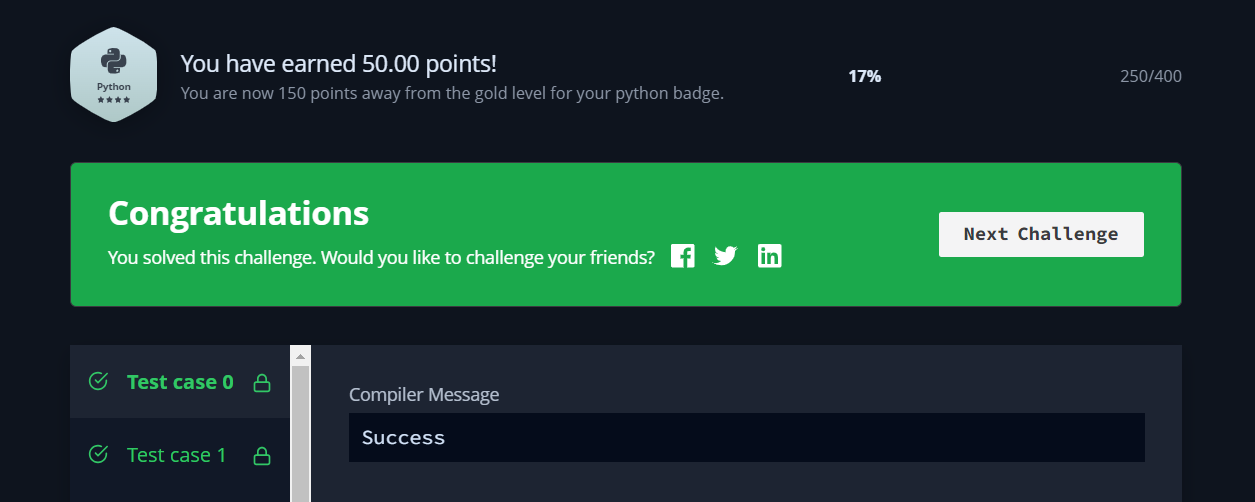 Python
You have earned 50.00 points!
You are now 150 points away from the gold level for your python badge.
17%
250/400
Congratulations
You solved this challenge. Would you like to challenge your friends?
Next Challenge
Test case 0
Test case 1
Compiler Message
Success